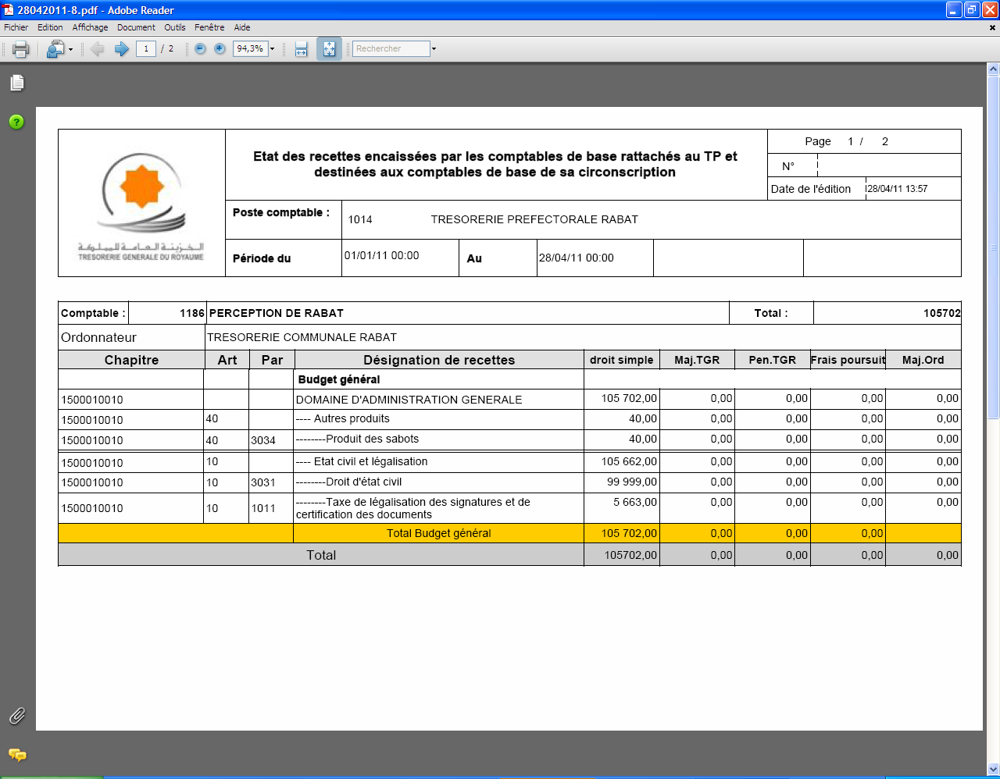 28042011-8.pdf - Adobe Reader
Fichier Edition Affichage Document Outils Fenêtre Aide
1 / 2 94,3% Rechercher
Etat des recettes encaissées par les comptables de base rattachés au TP et
destinées aux comptables de base de sa circonscription
Page 1 / 2
N°
Date de l'édition 28/04/11 13:57
الخزينة العامة للمملكة
TRESORERIE GENERALE DU ROYAUME
Poste comptable : 1014 TRESORERIE PREFECTORALE RABAT
Période du 01/01/11 00:00 Au 28/04/11 00:00
Comptable : 1186 PERCEPTION DE RABAT Total : 105702
Ordonnateur TRESORERIE COMMUNALE RABAT
Chapitre Art Par Désignation de recettes droit simple Maj.TGR Pen.TGR Frais poursuit Maj.Ord
Budget général
1500010010 DOMAINE D'ADMINISTRATION GENERALE 105 702,00 0,00 0,00 0,00 0,00
1500010010 40 ---- Autres produits 40,00 0,00 0,00 0,00 0,00
1500010010 40 3034 --------Produit des sabots 40,00 0,00 0,00 0,00 0,00
1500010010 10 ---- Etat civil et légalisation 105 662,00 0,00 0,00 0,00 0,00
1500010010 10 3031 --------Droit d'état civil 99 999,00 0,00 0,00 0,00 0,00
1500010010 10 1011 --------Taxe de légalisation des signatures et de 5 663,00 0,00 0,00 0,00 0,00
certification des documents
Total Budget général 105 702,00 0,00 0,00 0,00
Total 105702,00 0,00 0,00 0,00 0,00